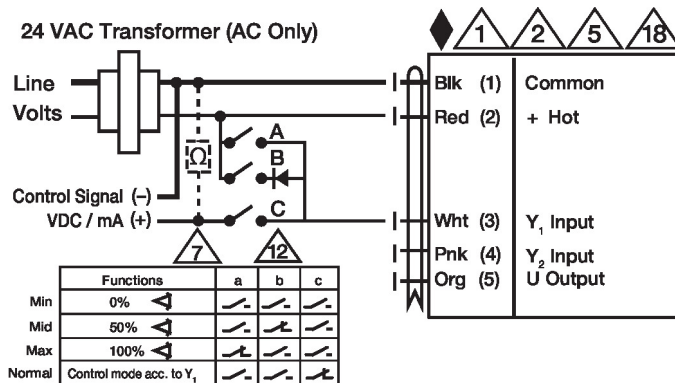 24 VAC Transformer (AC Only)
1 2 5 18
Line
Volts
Blk (1) Common
Red (2) + Hot
A
B
C
Ω
Control Signal (–)
VDC / mA (+)
Wht (3) Y₁ Input
Pnk (4) Y₂ Input
Org (5) U Output
7 12
Functions a b c
Min 0%
Mid 50%
Max 100%
Normal Control mode acc. to Y₁